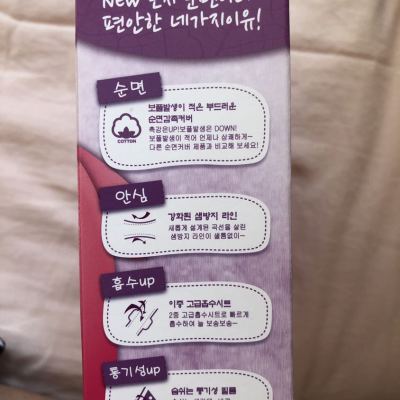 편안한 네가지이유!
순면
보풀발생이 적은 부드러운
순면감촉커버
촉감은UP! 보풀발생은 DOWN!
보풀발생이 적어 언제나 상쾌하게~
다른 순면커버 제품과 비교해 보세요!
COTTON
안심
강화된 샘방지 라인
새롭게 설계된 곡선을 살린
샘방지 라인이 샐틈없이~
흡수up
이중 고급흡수시트
2중 고급흡수시트로 빠르게
흡수하여 늘 보송보송~
통기성up
숨쉬는 통기성 필름